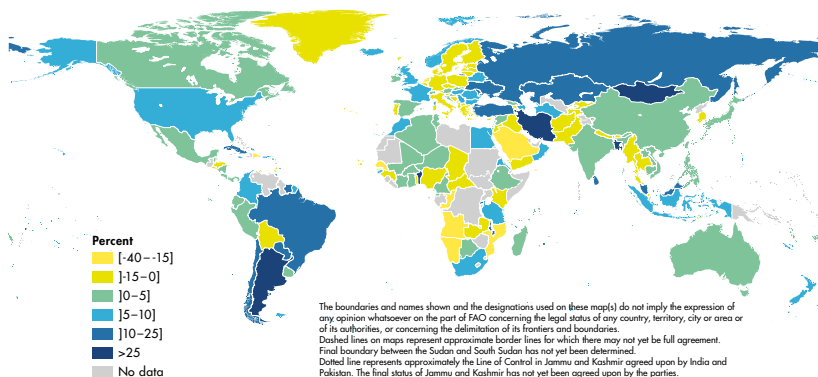 Percent
[-40–-15]
]-15–0]
]0–5]
]5–10]
]10–25]
>25
No data
The boundaries and names shown and the designations used on these map(s) do not imply the expression of
any opinion whatsoever on the part of FAO concerning the legal status of any country, territory, city or area or
of its authorities, or concerning the delimitation of its frontiers and boundaries.
Dashed lines on maps represent approximate border lines for which there may not yet be full agreement.
Final boundary between the Sudan and South Sudan has not yet been determined.
Dotted line represents approximately the Line of Control in Jammu and Kashmir agreed upon by India and
Pakistan. The final status of Jammu and Kashmir has not yet been agreed upon by the parties.